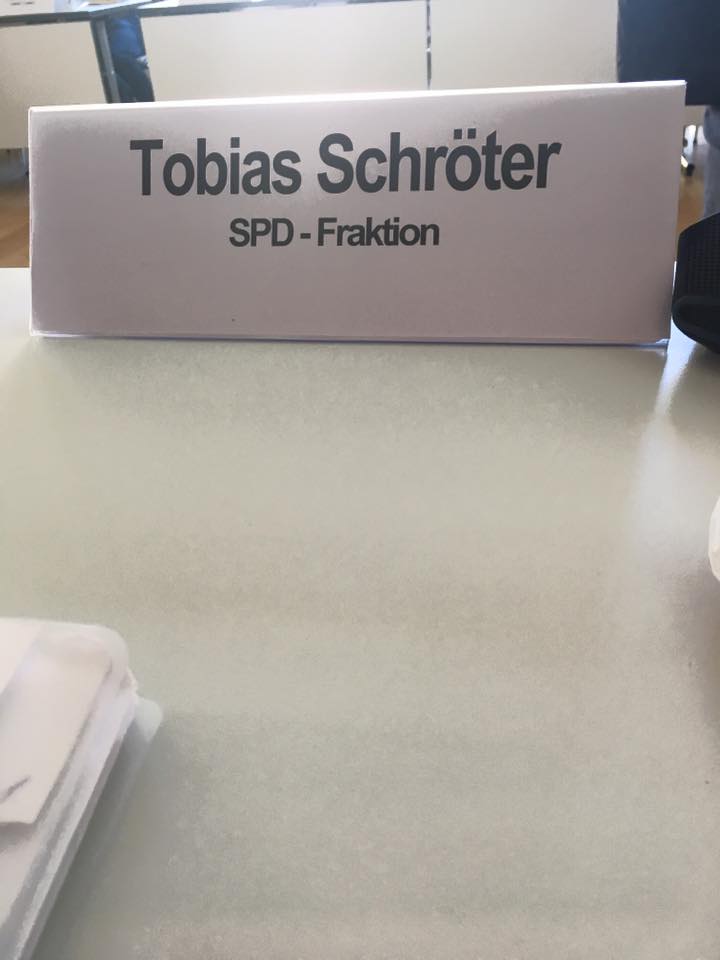 Tobias Schröter
SPD - Fraktion